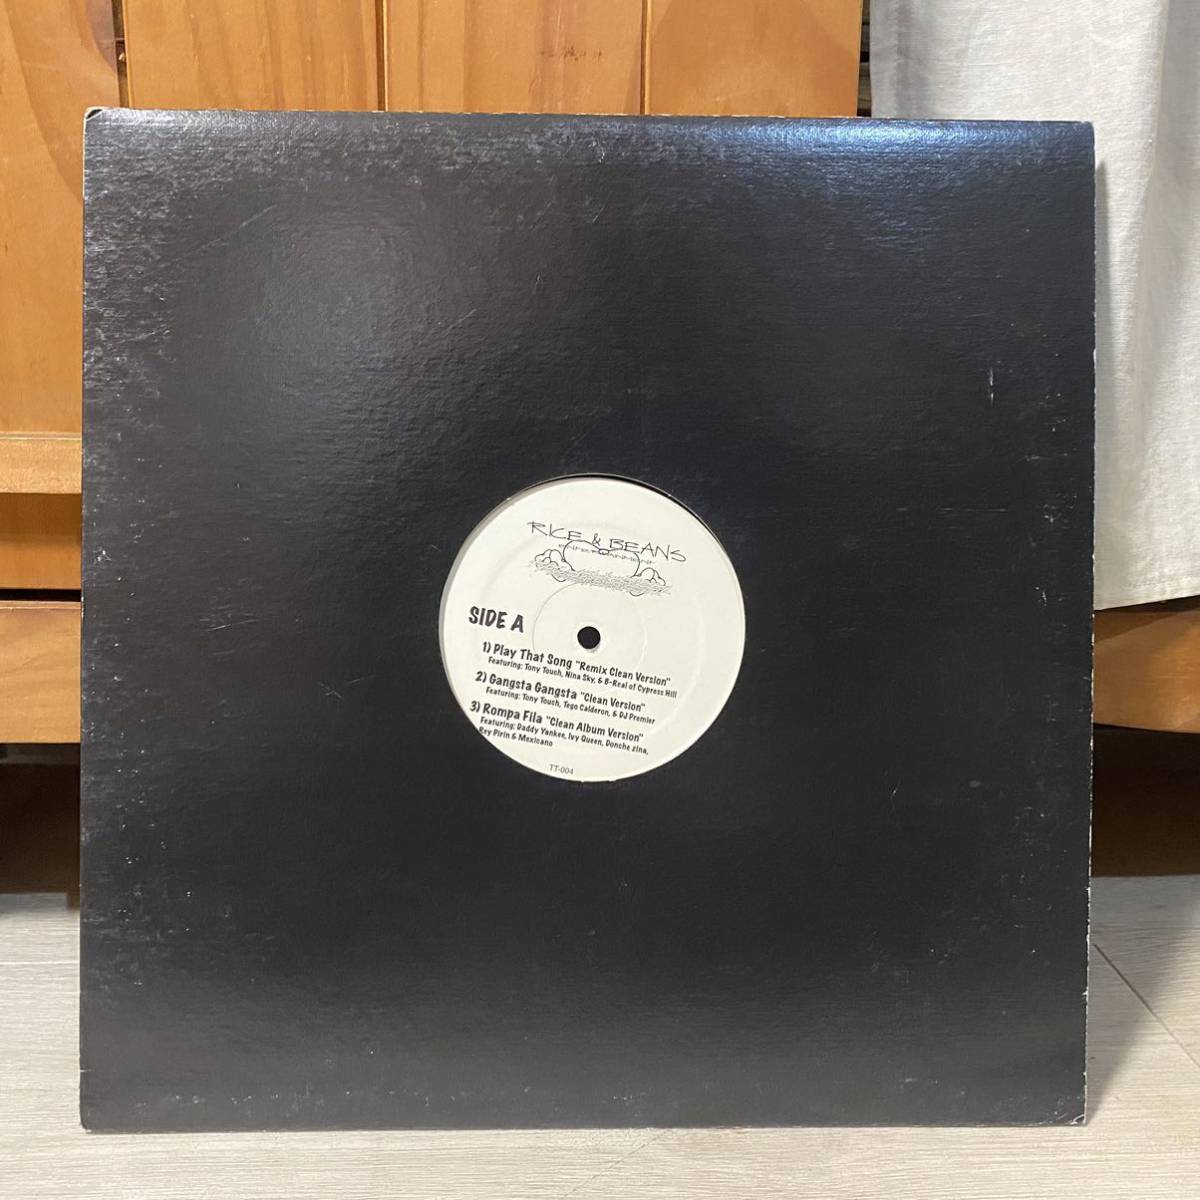 RICE & BEANS
ENTERTAINMENT
SIDE A
1) Play That Song "Remix Clean Version"
Featuring: Tony Touch, Nina Sky, & B-Real of Cypress Hill
2) Gangsta Gangsta "Clean Version"
Featuring: Tony Touch, Tego Calderon, & DJ Premier
3) Rompa Fila "Clean Album Version"
Featuring: Daddy Yankee, Ivy Queen, Donche zina,
Rey Pirin & Mexicano
TT-004